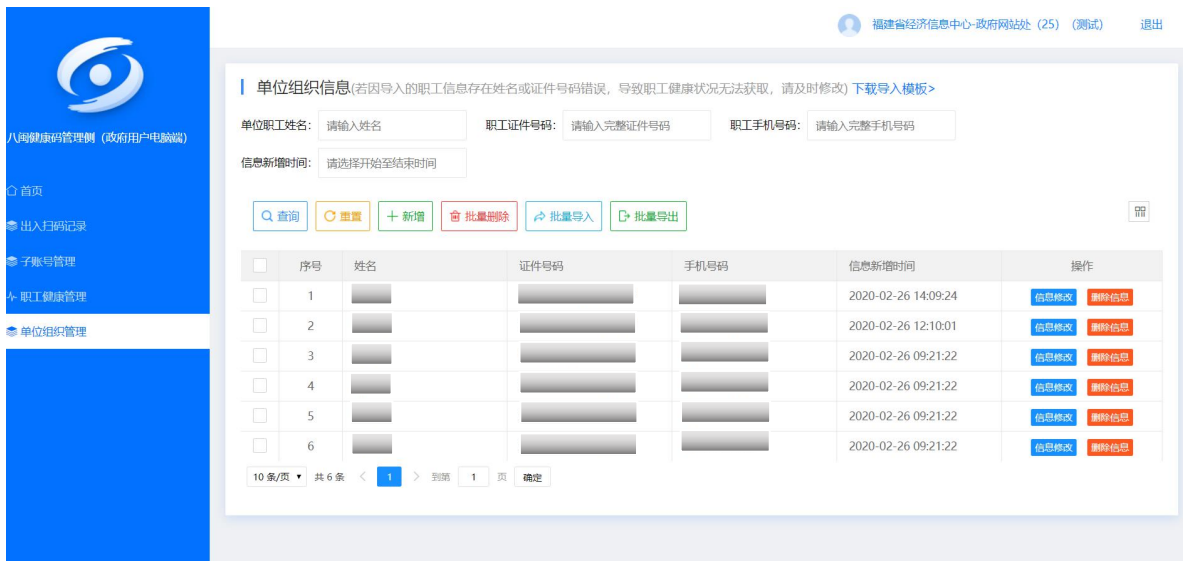 福建省经济信息中心-政府网站处（25）（测试） 退出
八闽健康码管理侧（政府用户电脑端）
首页
出入扫码记录
子账号管理
职工健康管理
单位组织管理
单位组织信息(若因导入的职工信息存在姓名或证件号码错误，导致职工健康状况无法获取，请及时修改) 下载导入模板>
单位职工姓名： 请输入姓名 职工证件号码： 请输入完整证件号码 职工手机号码： 请输入完整手机号码
信息新增时间： 请选择开始至结束时间
查询 重置 新增 批量删除 批量导入 批量导出
序号 姓名 证件号码 手机号码 信息新增时间 操作
1 2020-02-26 14:09:24 信息修改 删除信息
2 2020-02-26 12:10:01 信息修改 删除信息
3 2020-02-26 09:21:22 信息修改 删除信息
4 2020-02-26 09:21:22 信息修改 删除信息
5 2020-02-26 09:21:22 信息修改 删除信息
6 2020-02-26 09:21:22 信息修改 删除信息
10 条/页 共 6 条 < 1 > 到第 1 页 确定